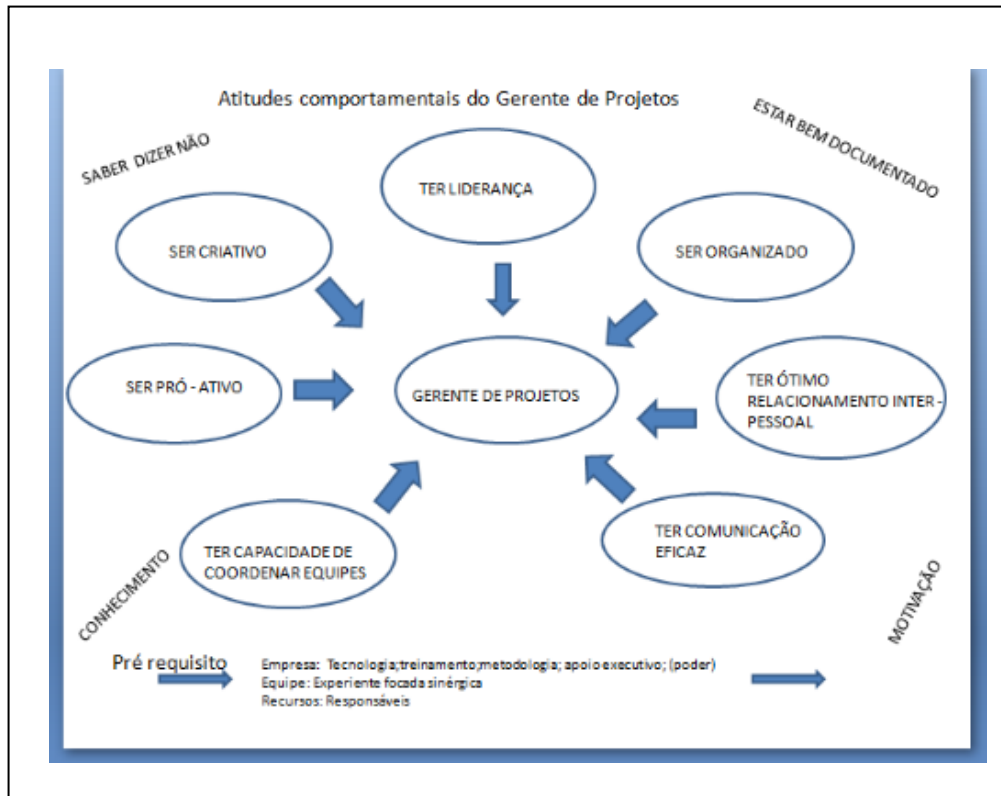 Atitudes comportamentais do Gerente de Projetos
SABER DIZER NÃO
ESTAR BEM DOCUMENTADO
TER LIDERANÇA
SER CRIATIVO
SER ORGANIZADO
SER PRÓ - ATIVO
GERENTE DE PROJETOS
TER ÓTIMO
RELACIONAMENTO INTER -
PESSOAL
TER CAPACIDADE DE
COORDENAR EQUIPES
TER COMUNICAÇÃO
EFICAZ
CONHECIMENTO
MOTIVAÇÃO
Pré requisito
Empresa: Tecnologia;treinamento;metodologia; apoio executivo; (poder)
Equipe: Experiente focada sinérgica
Recursos: Responsáveis